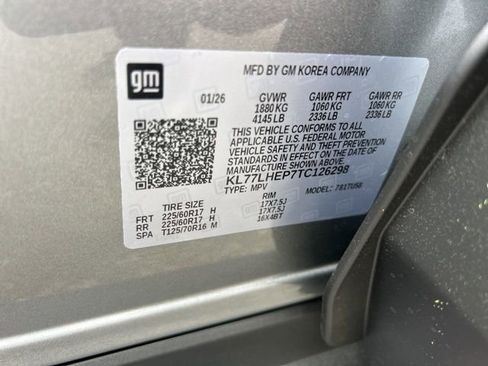 gm
MFD BY GM KOREA COMPANY
01/26 GVWR GAWR FRT GAWR RR
1880 KG 1060 KG 1060 KG
4145 LB 2336 LB 2336 LB
THIS VEHICLE CONFORMS TO ALL
APPLICABLE U.S. FEDERAL MOTOR
VEHICLE SAFETY AND THEFT PREVENTION
STANDARDS IN EFFECT ON THE DATE OF
MANUFACTURE SHOWN ABOVE.
KL77LHEP7TC126298
TYPE: MPV MODEL: 781TU58
TIRE SIZE RIM
FRT 225/60R17 H 17X7.5J
RR 225/60R17 H 17X7.5J
SPA T125/70R16 M 16X4BT